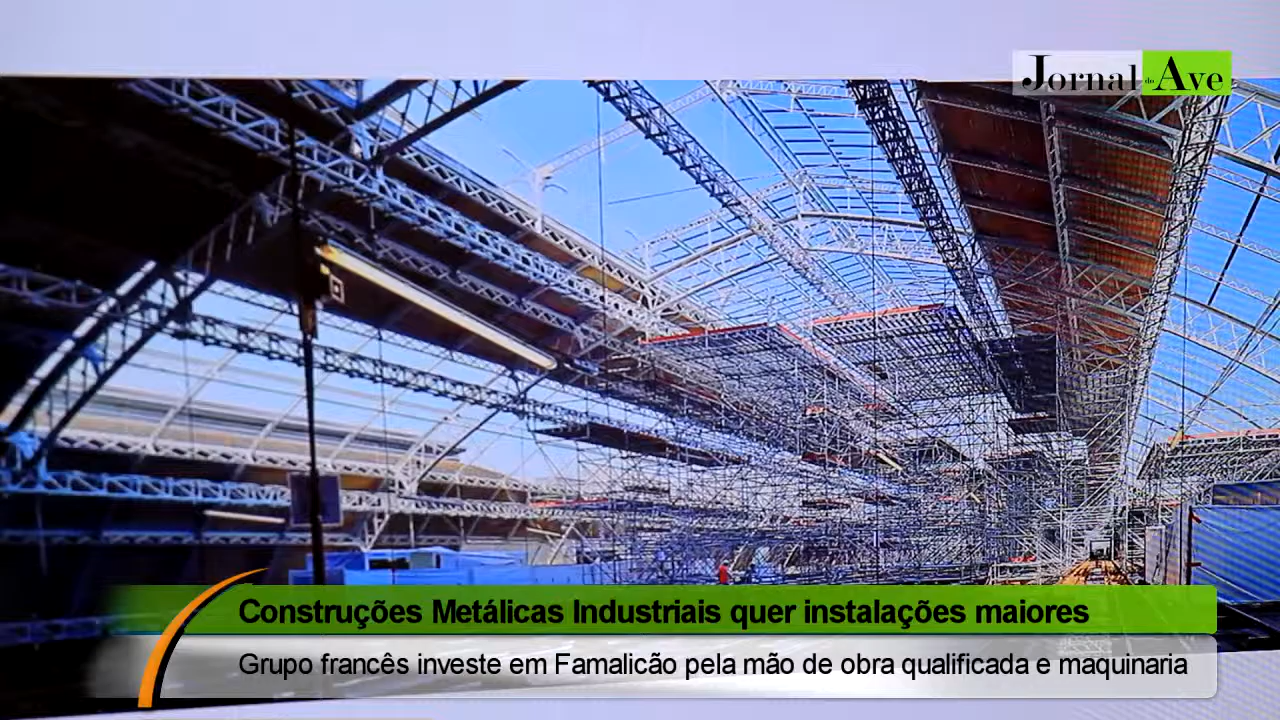 Jornal do Ave
Construções Metálicas Industriais quer instalações maiores
Grupo francês investe em Famalicão pela mão de obra qualificada e maquinaria